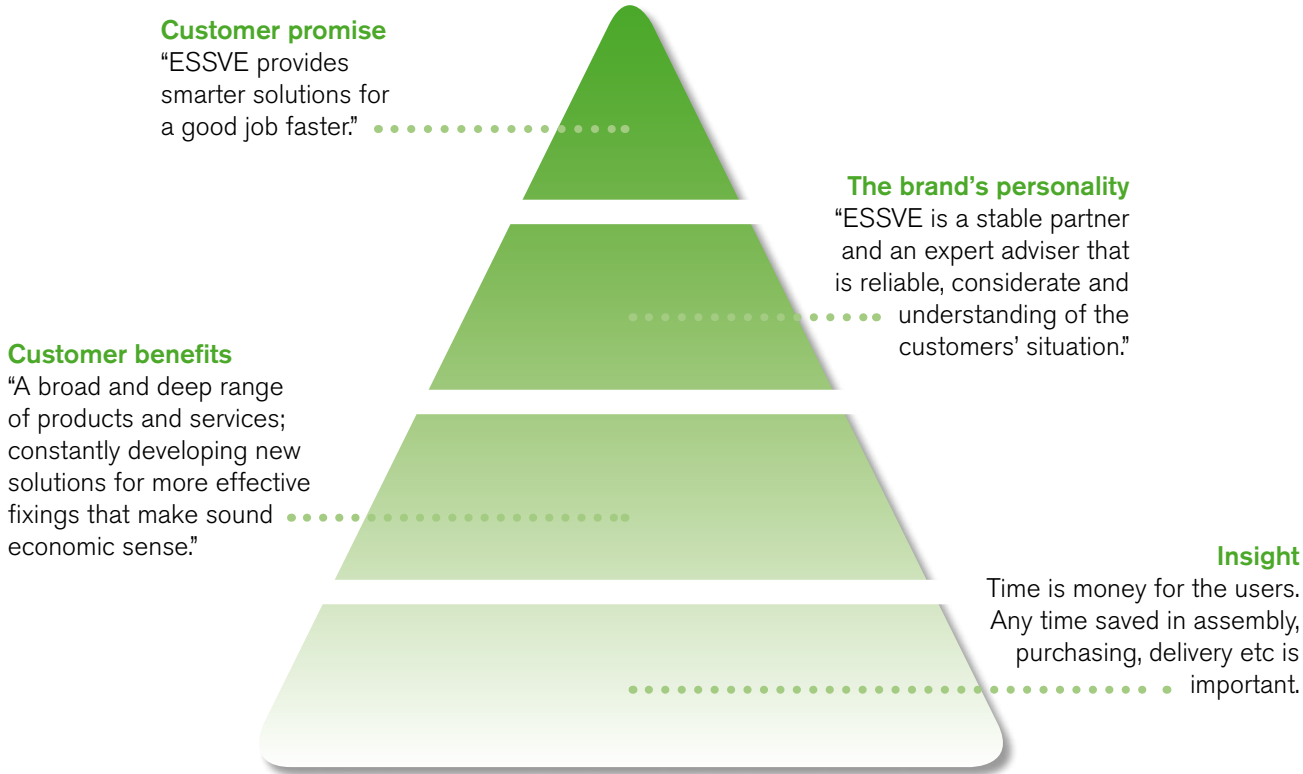 Customer promise
“ESSVE provides
smarter solutions for
a good job faster.”
The brand’s personality
“ESSVE is a stable partner
and an expert adviser that
is reliable, considerate and
understanding of the
customers’ situation.”
Customer benefits
“A broad and deep range
of products and services;
constantly developing new
solutions for more effective
fixings that make sound
economic sense.”
Insight
Time is money for the users.
Any time saved in assembly,
purchasing, delivery etc is
important.